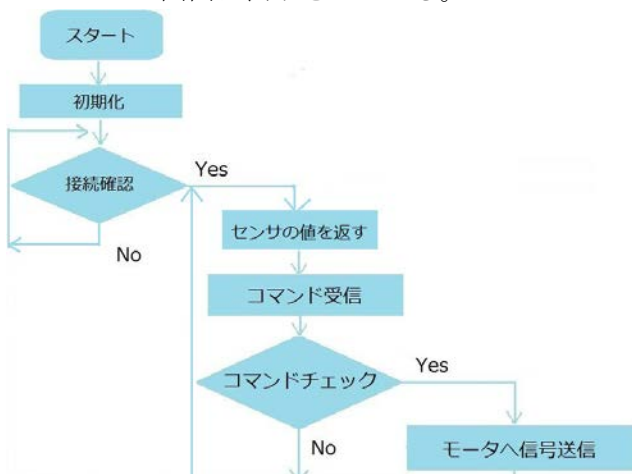 スタート
初期化
接続確認
Yes
No
センサの値を返す
コマンド受信
コマンドチェック
Yes
No
モータへ信号送信